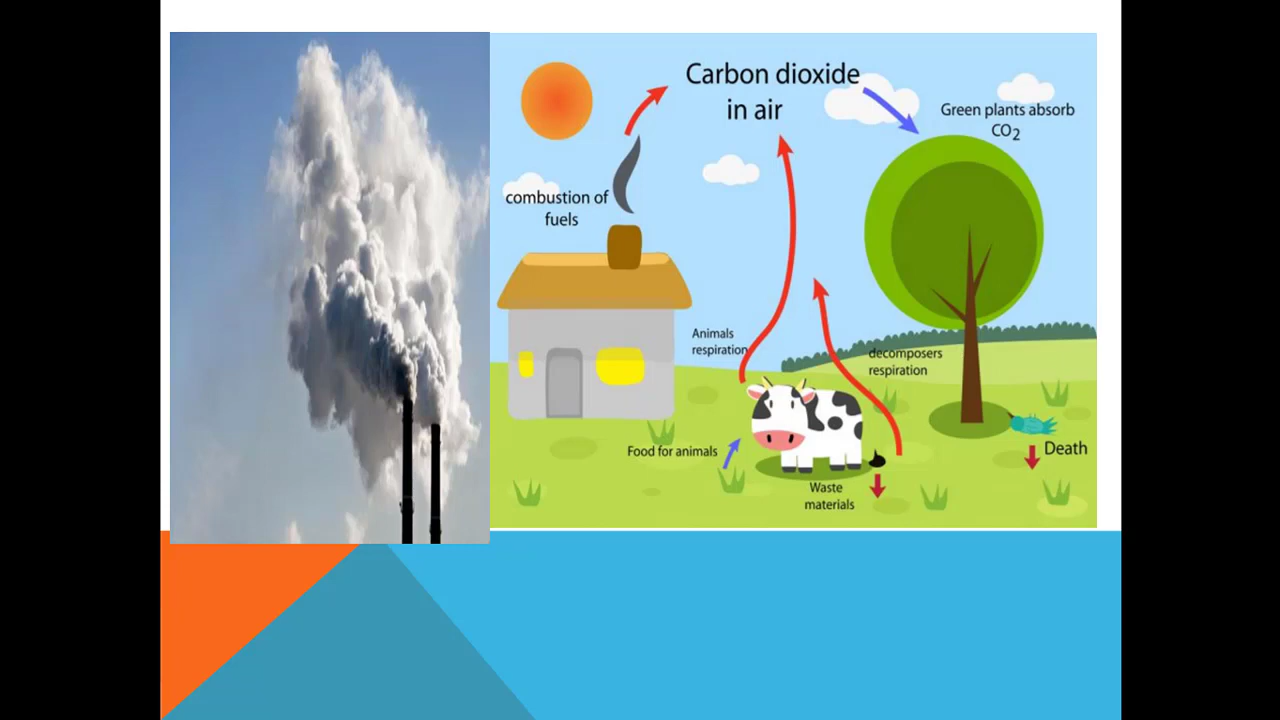 Carbon dioxide
in air
Green plants absorb
CO2
combustion of
fuels
Animals
respiration
decomposers
respiration
Food for animals
Death
Waste
materials